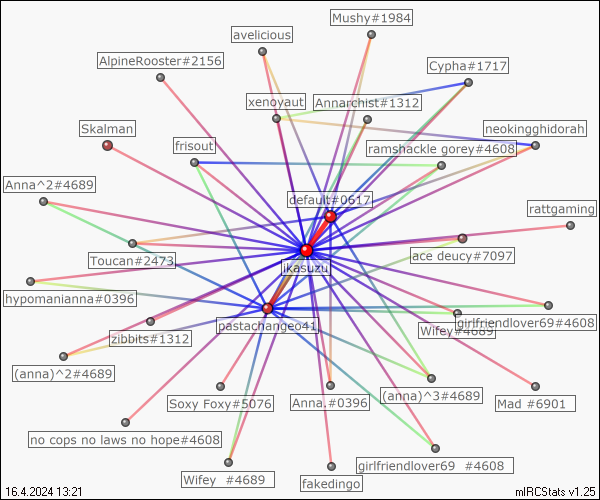 Mushy#1984
avelicious
AlpineRooster#2156
Cypha#1717
xenoyaut
Annarchist#1312
Skalman
neokingghidorah
frisout
ramshackle gorey#4608
Anna^2#4689
default#0617
rattgaming
Toucan#2473
ace deucy#7097
jikasuzu
hypomanianna#0396
pastachangeo41
girlfriendlover69#4608
Wifey#4689
zibbits#1312
(anna)^2#4689
Soxy Foxy#5076
Anna.#0396
(anna)^3#4689
Mad #6901
no cops no laws no hope#4608
girlfriendlover69 #4608
Wifey #4689
fakedingo
16.4.2024 13:21
mIRCStats v1.25